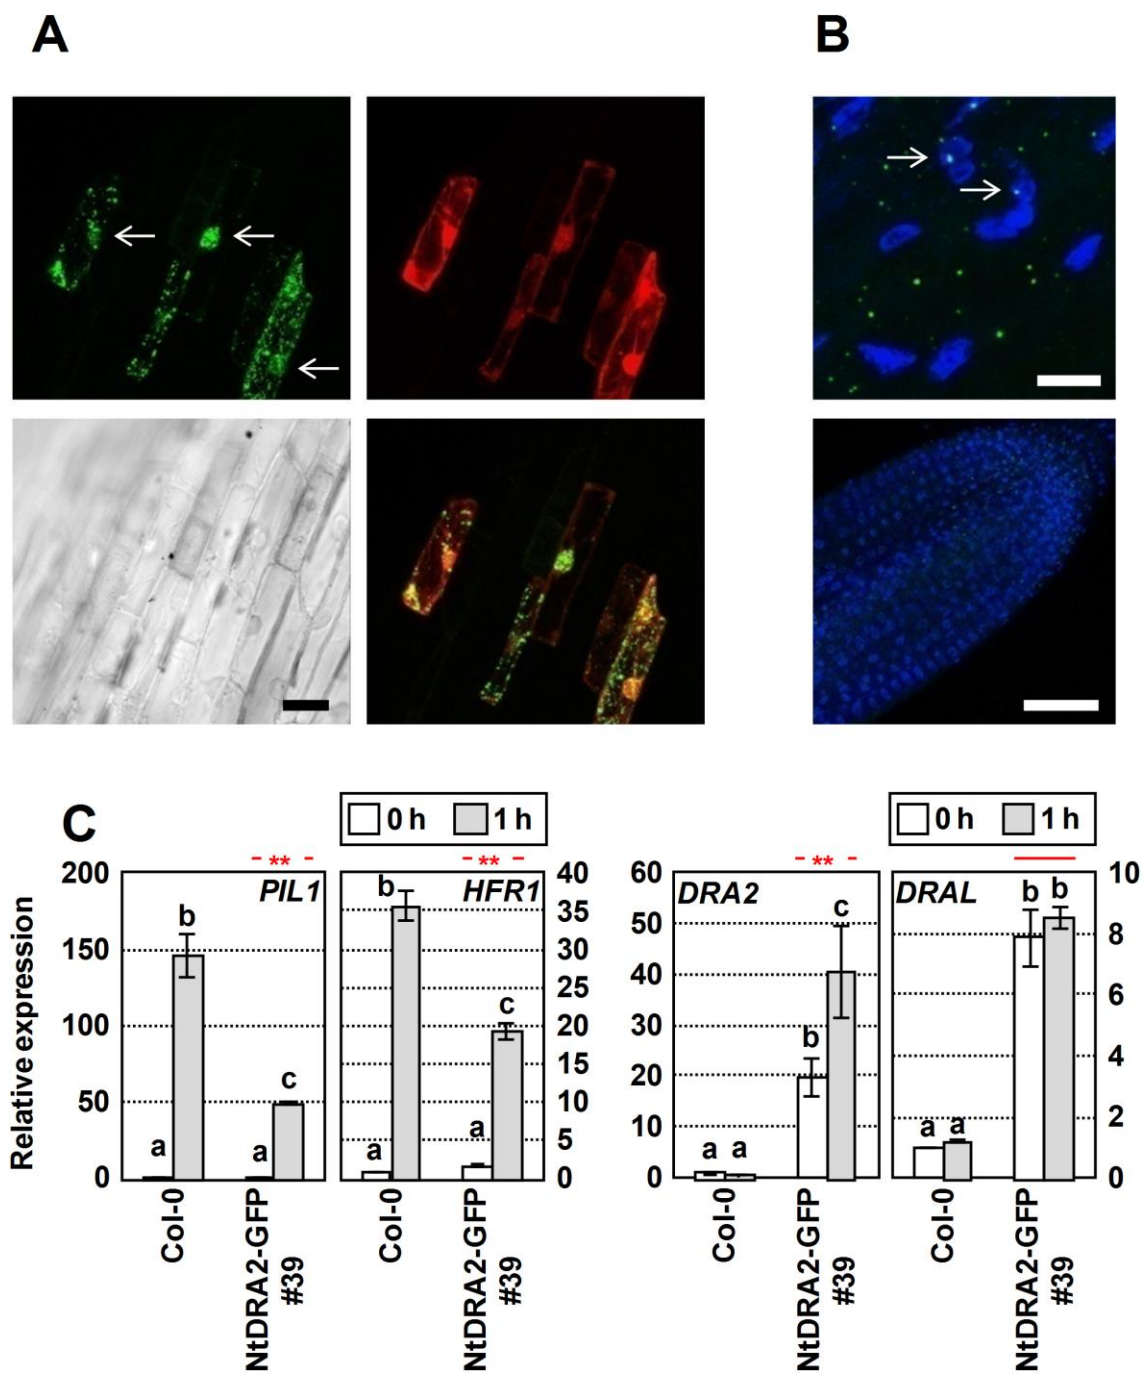 A
B
C
0 h 1 h
0 h 1 h
** ** **
Relative expression
200
150
100
50
0
PIL1
a b a c
HFR1
a b a c
40
35
30
25
20
15
10
5
0
60
50
40
30
20
10
0
DRA2
a a b c
DRAL
a a b b
10
8
6
4
2
0
Col-0
NtDRA2-GFP
#39
Col-0
NtDRA2-GFP
#39
Col-0
NtDRA2-GFP
#39
Col-0
NtDRA2-GFP
#39